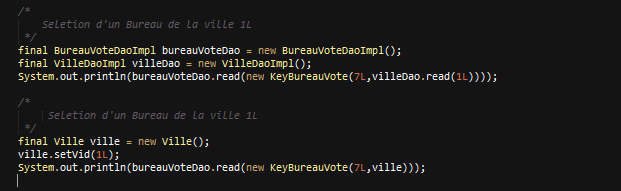 /*
Seletion d'un Bureau de la ville 1L
*/
final BureauVoteDaoImpl bureauVoteDao = new BureauVoteDaoImpl();
final VilleDaoImpl villeDao = new VilleDaoImpl();
System.out.println(bureauVoteDao.read(new KeyBureauVote(7L,villeDao.read(1L))));
/*
Seletion d'un Bureau de la ville 1L
*/
final Ville ville = new Ville();
ville.setVid(1L);
System.out.println(bureauVoteDao.read(new KeyBureauVote(7L,ville)));